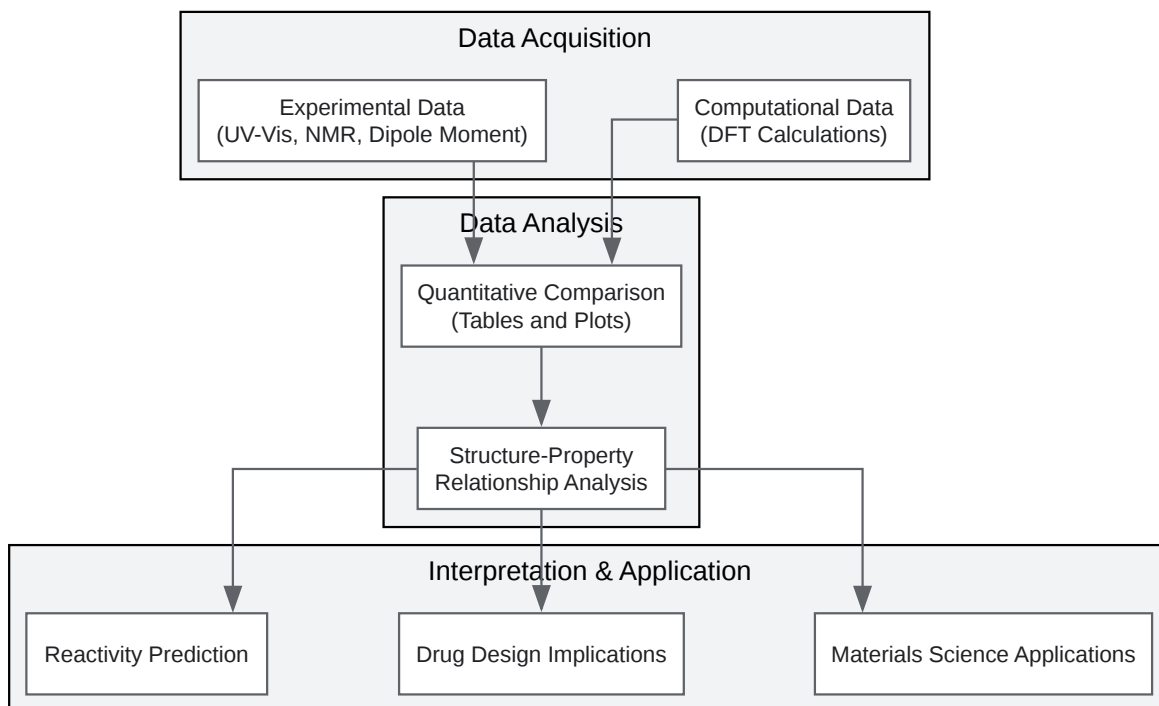 Data Acquisition
Experimental Data
(UV-Vis, NMR, Dipole Moment)
Computational Data
(DFT Calculations)
Data Analysis
Quantitative Comparison
(Tables and Plots)
Structure-Property
Relationship Analysis
Interpretation & Application
Reactivity Prediction
Drug Design Implications
Materials Science Applications